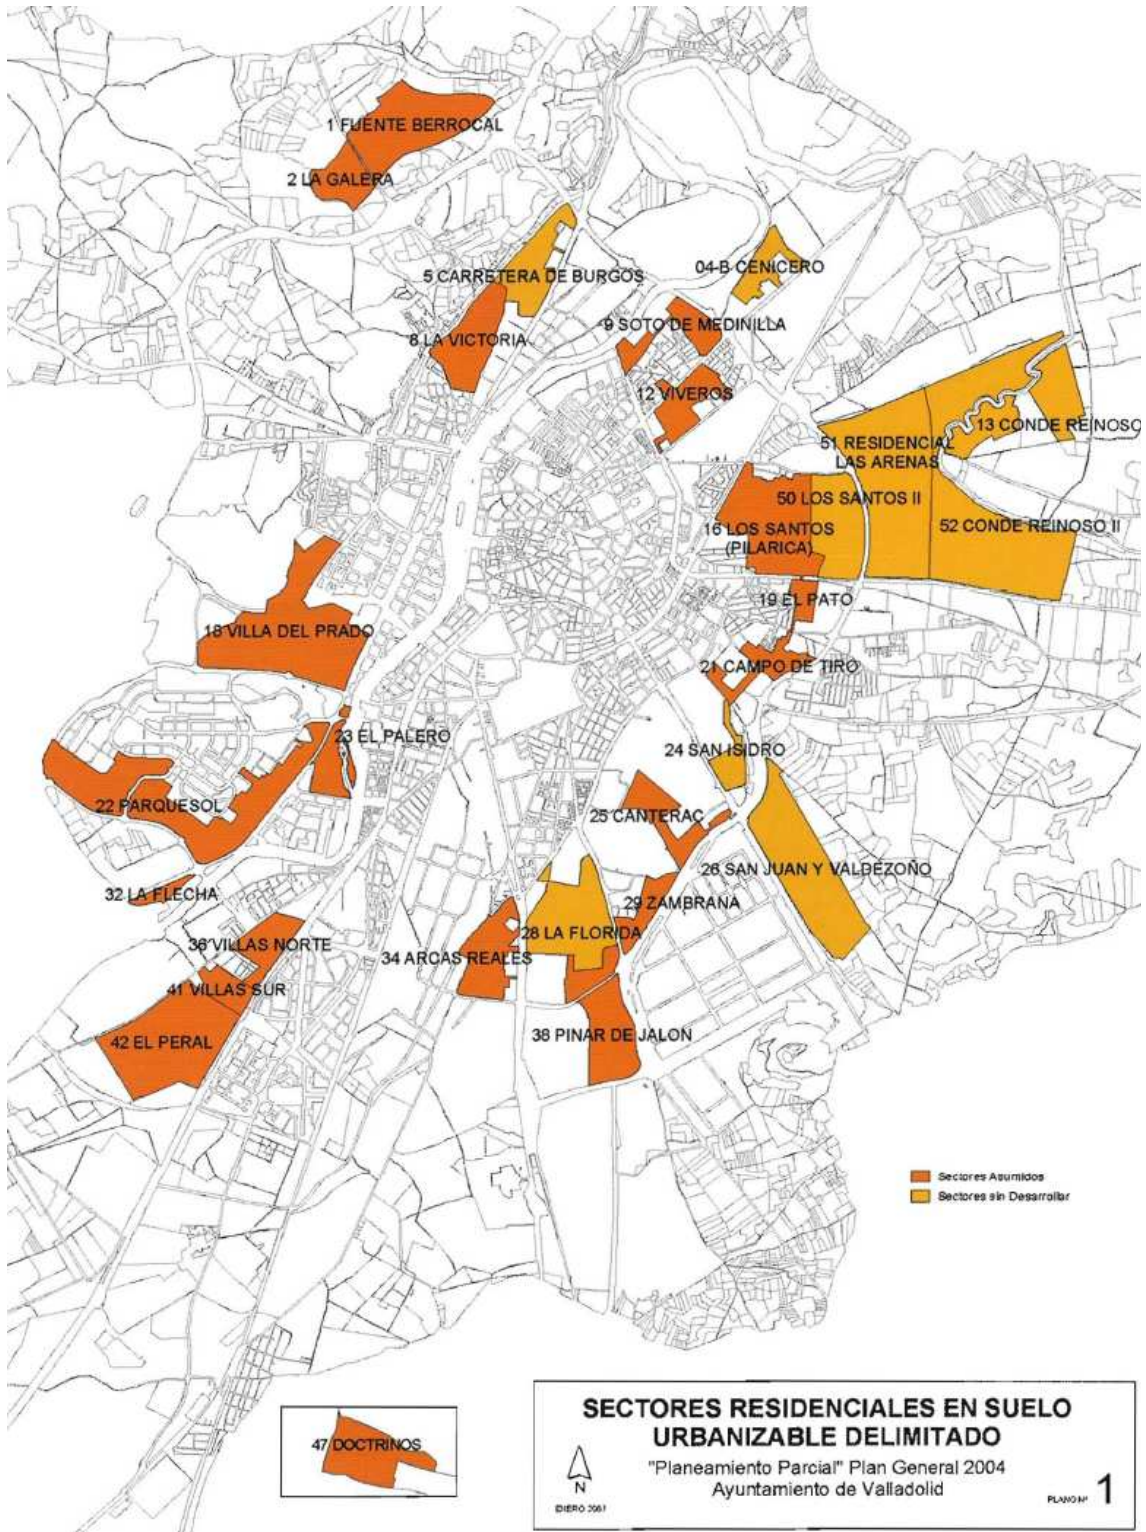 1 FUENTE BERROCAL
2 LA GALERA
5 CARRETERA DE BURGOS
04-B CENICERO
8 LA VICTORIA
9 SOTO DE MEDINILLA
12 VIVEROS
13 CONDE REINOSO
51 RESIDENCIAL
LAS ARENAS
50 LOS SANTOS II
16 LOS SANTOS
(PILARICA)
52 CONDE REINOSO II
19 EL PATO
18 VILLA DEL PRADO
21 CAMPO DE TIRO
23 EL PALERO
24 SAN ISIDRO
22 PARQUESOL
25 CANTERAC
26 SAN JUAN Y VALDEZOÑO
32 LA FLECHA
29 ZAMBRANA
28 LA FLORIDA
36 VILLAS NORTE
34 ARCAS REALES
41 VILLAS SUR
42 EL PERAL
38 PINAR DE JALON
Sectores Asumidos
Sectores sin Desarrollar
47 DOCTRINOS
SECTORES RESIDENCIALES EN SUELO
URBANIZABLE DELIMITADO
"Planeamiento Parcial" Plan General 2004
Ayuntamiento de Valladolid
N
ENERO
PLANO Nº 1